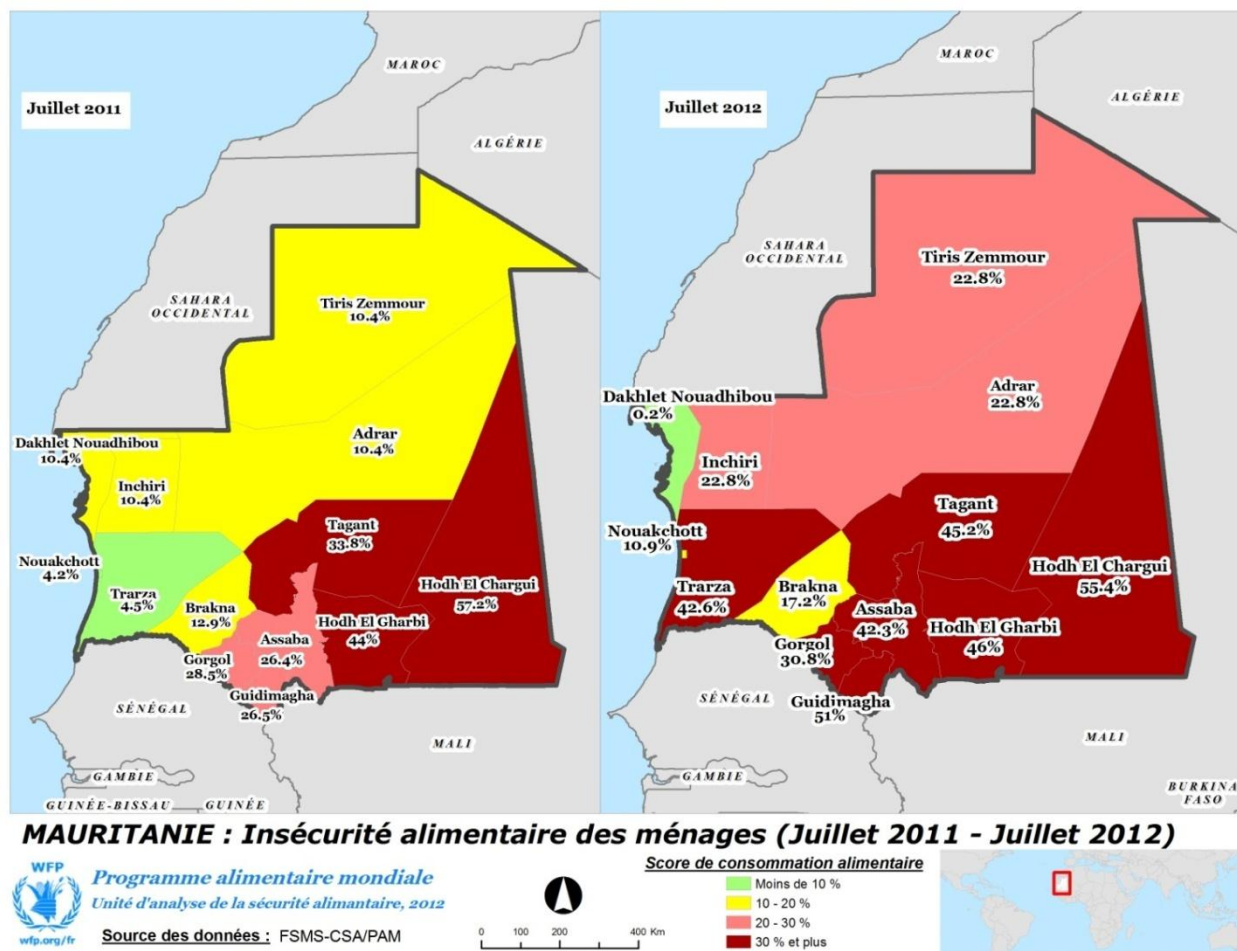 Juillet 2011
MAROC
ALGÉRIE
SAHARA
OCCIDENTAL
Tiris Zemmour
10.4%
Dakhlet Nouadhibou
10.4%
Adrar
10.4%
Inchiri
10.4%
Tagant
33.8%
Nouakchott
4.2%
Trarza
4.5%
Hodh El Chargui
57.2%
Brakna
12.9%
Hodh El Gharbi
44%
Assaba
26.4%
Gorgol
28.5%
Guidimagha
26.5%
SÉNÉGAL
MALI
GAMBIE
GUINÉE-BISSAU
GUINÉE
Juillet 2012
MAROC
ALGÉRIE
SAHARA
OCCIDENTAL
Tiris Zemmour
22.8%
Dakhlet Nouadhibou
0.2%
Adrar
22.8%
Inchiri
22.8%
Tagant
45.2%
Nouakchott
10.9%
Hodh El Chargui
55.4%
Trarza
42.6%
Brakna
17.2%
Assaba
42.3%
Hodh El Gharbi
46%
Gorgol
30.8%
Guidimagha
51%
SÉNÉGAL
MALI
GAMBIE
BURKINA
FASO
MAURITANIE : Insécurité alimentaire des ménages (Juillet 2011 - Juillet 2012)
WFP
wfp.org/fr
Programme alimentaire mondiale
Unité d'analyse de la sécurité alimantaire, 2012
Source des données : FSMS-CSA/PAM
0 100 200 400 Km
Score de consommation alimentaire
Moins de 10 %
10 - 20 %
20 - 30 %
30 % et plus